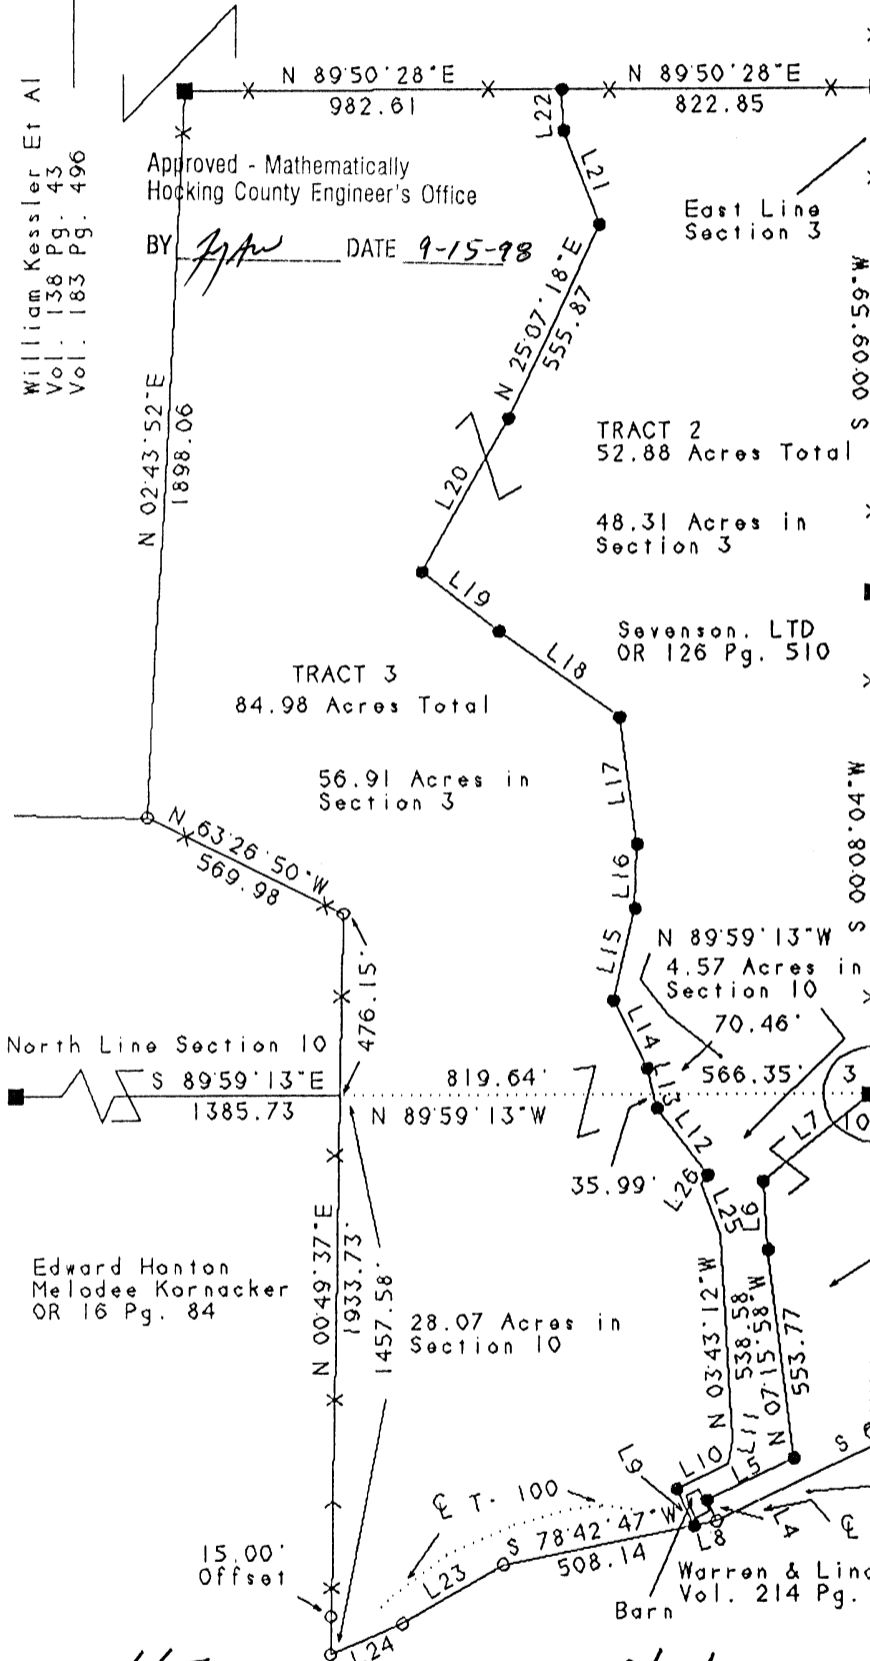 William Kessler Et Al
Vol. 138 Pg. 43
Vol. 183 Pg. 496
N 89°50'28"E
982.61
N 89°50'28"E
822.85
L22
L21
Approved - Mathematically
Hocking County Engineer's Office
BY
DATE 9-15-98
East Line
Section 3
S 00°09'59"W
N 25°07'18"E
555.87
N 02°43'52"E
1898.06
L20
TRACT 2
52.88 Acres Total
48.31 Acres in
Section 3
L19
L18
Sevenson. LTD
OR 126 Pg. 510
TRACT 3
84.98 Acres Total
56.91 Acres in
Section 3
L17
S 00°08'04"W
N 63°26'50"W
569.98
L16
L15
N 89°59'13"W
4.57 Acres in
Section 10
476.15'
L14
70.46'
North Line Section 10
S 89°59'13"E
1385.73
819.64'
N 89°59'13"W
L13
566.35'
3
10
L7
L12
35.99'
L26
L25
L6
N 00°49'37"E
1933.73'
1457.58'
Edward Honton
Melodee Kornacker
OR 16 Pg. 84
28.07 Acres in
Section 10
N 03°43'12"W
538.58
N 07°15'58"W
553.77
L11
L10
L9
L5
S 6
℄ T- 100
S 78°42'47"W
508.14
L8
L4
℄
15.00'
Offset
L23
L24
Barn
Warren & Linc
Vol. 214 Pg.